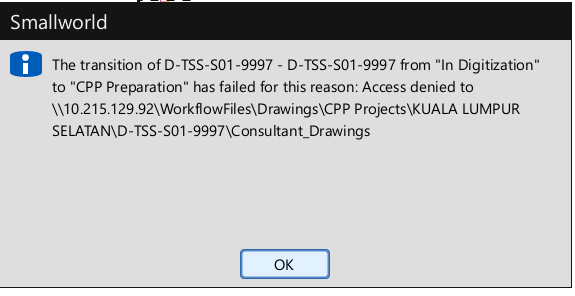 Smallworld
The transition of D-TSS-S01-9997 - D-TSS-S01-9997 from "In Digitization"
to "CPP Preparation" has failed for this reason: Access denied to
\\10.215.129.92\WorkflowFiles\Drawings\CPP Projects\KUALA LUMPUR
SELATAN\D-TSS-S01-9997\Consultant_Drawings
OK